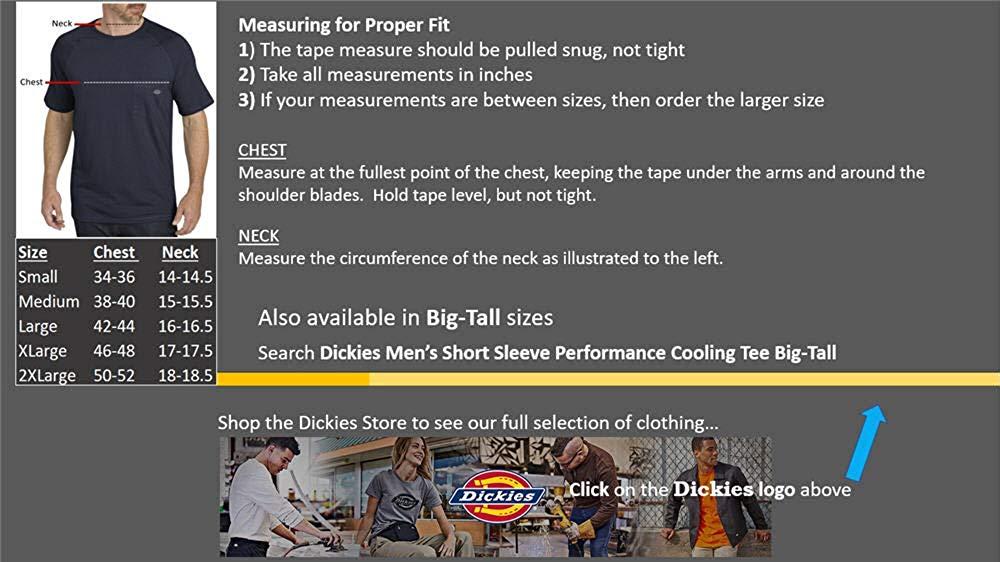 Neck
Chest
Measuring for Proper Fit
1) The tape measure should be pulled snug, not tight
2) Take all measurements in inches
3) If your measurements are between sizes, then order the larger size
CHEST
Measure at the fullest point of the chest, keeping the tape under the arms and around the
shoulder blades. Hold tape level, but not tight.
NECK
Measure the circumference of the neck as illustrated to the left.
Size Chest Neck
Small 34-36 14-14.5
Medium 38-40 15-15.5
Large 42-44 16-16.5
XLarge 46-48 17-17.5
2XLarge 50-52 18-18.5
Also available in Big-Tall sizes
Search Dickies Men's Short Sleeve Performance Cooling Tee Big-Tall
Shop the Dickies Store to see our full selection of clothing...
Dickies
Click on the Dickies logo above